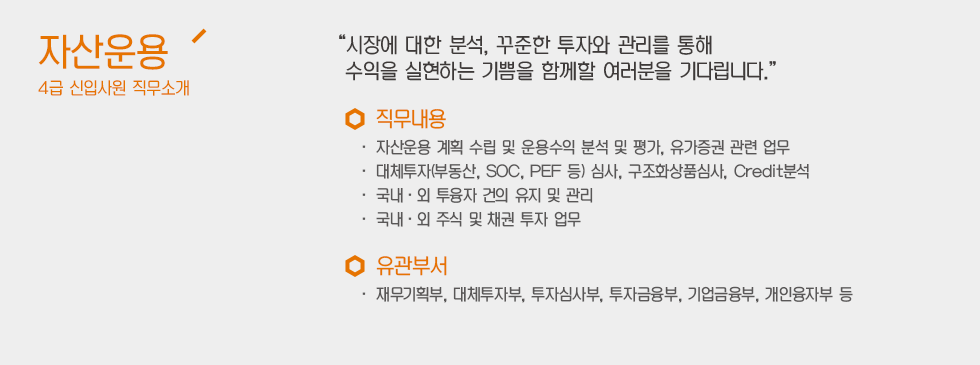 자산운용
4급 신입사원 직무소개
“시장에 대한 분석, 꾸준한 투자와 관리를 통해
수익을 실현하는 기쁨을 함께할 여러분을 기다립니다.”
직무내용
· 자산운용 계획 수립 및 운용수익 분석 및 평가, 유가증권 관련 업무
· 대체투자(부동산, SOC, PEF 등) 심사, 구조화상품심사, Credit분석
· 국내·외 투융자 건의 유지 및 관리
· 국내·외 주식 및 채권 투자 업무
유관부서
· 재무기획부, 대체투자부, 투자심사부, 투자금융부, 기업금융부, 개인융자부 등